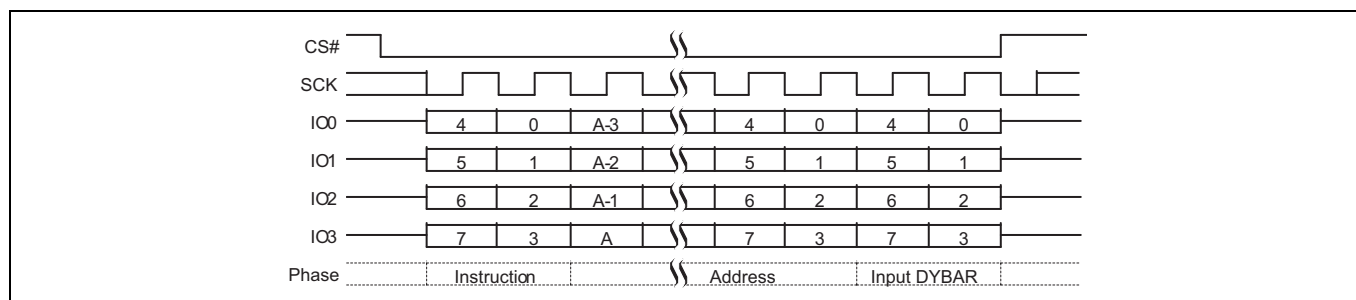 CS#
SCK
IO0 4 0 A-3 4 0 4 0
IO1 5 1 A-2 5 1 5 1
IO2 6 2 A-1 6 2 6 2
IO3 7 3 A 7 3 7 3
Phase Instruction Address Input DYBAR